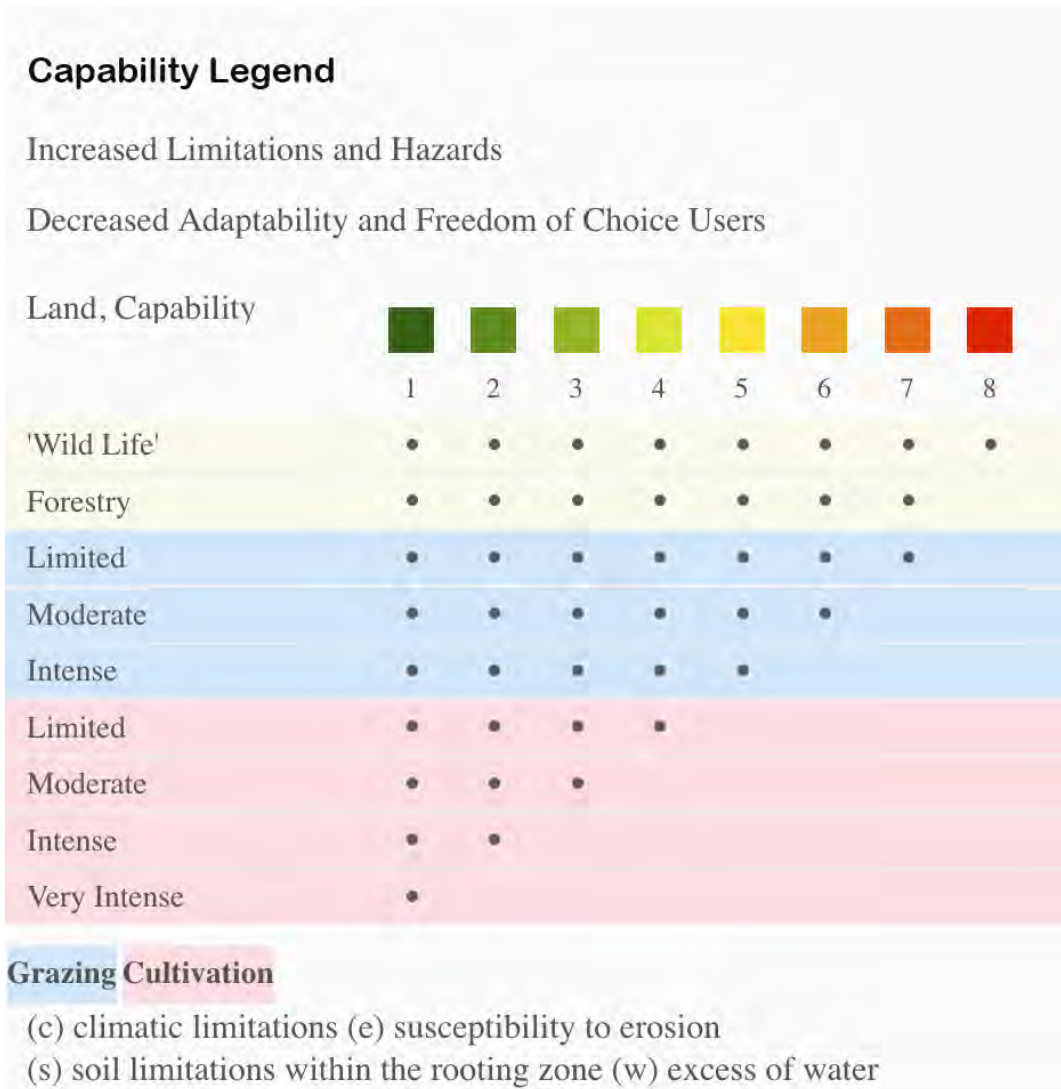 Capability Legend
Increased Limitations and Hazards
Decreased Adaptability and Freedom of Choice Users
Land, Capability
1 2 3 4 5 6 7 8
'Wild Life'
Forestry
Limited
Moderate
Intense
Limited
Moderate
Intense
Very Intense
Grazing Cultivation
(c) climatic limitations (e) susceptibility to erosion
(s) soil limitations within the rooting zone (w) excess of water